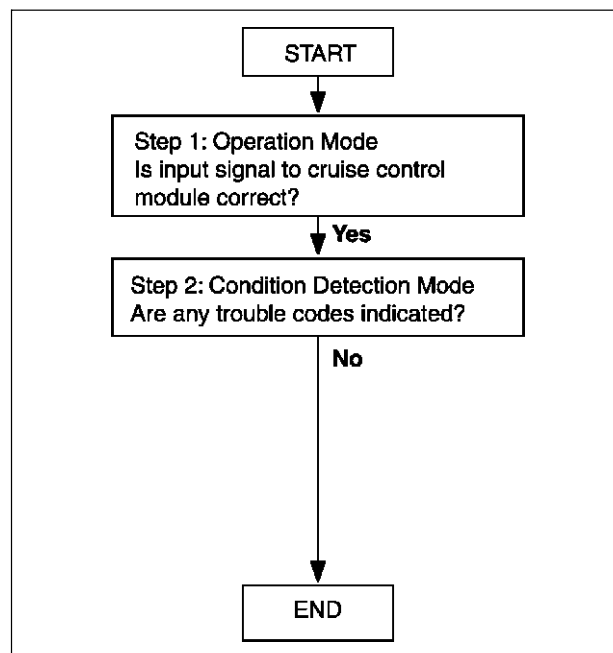 START
Step 1: Operation Mode
Is input signal to cruise control
module correct?
Yes
Step 2: Condition Detection Mode
Are any trouble codes indicated?
No
END